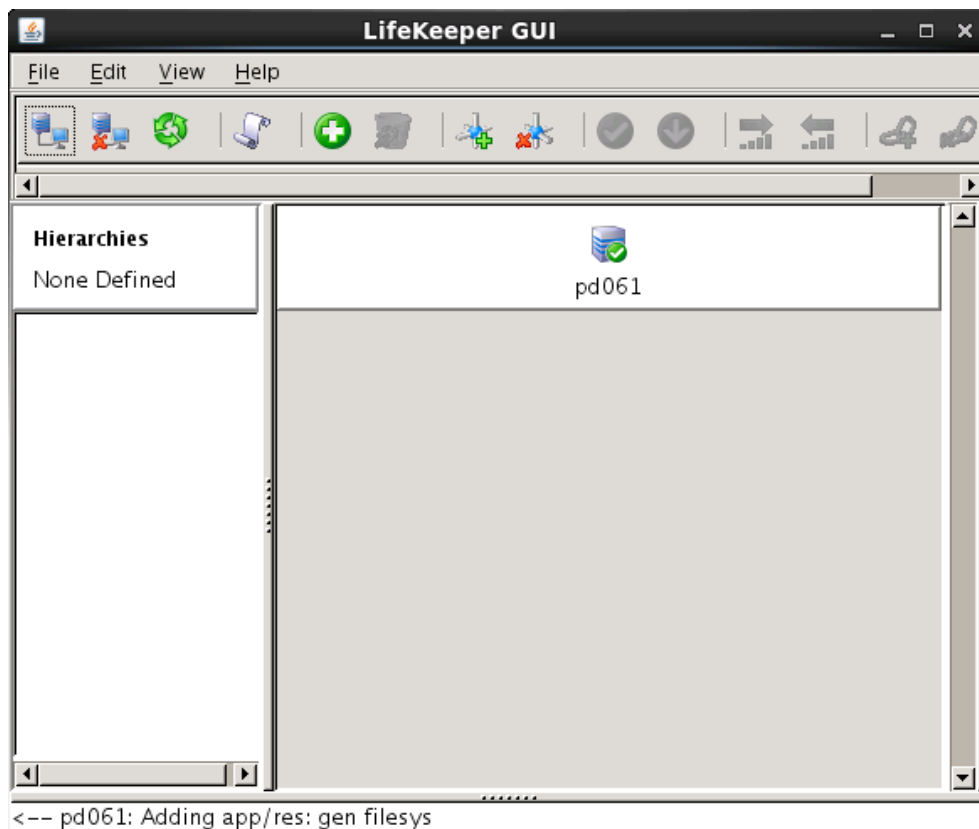 LifeKeeper GUI
File Edit View Help
Hierarchies
None Defined
pd061
<-- pd061: Adding app/res: gen filesys